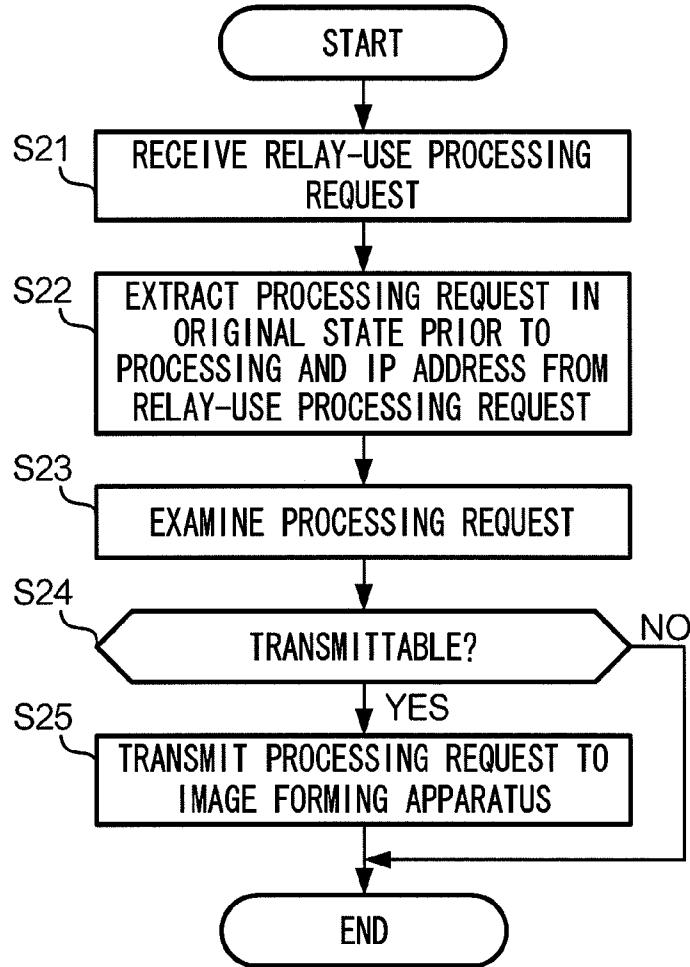 START
S21
RECEIVE RELAY-USE PROCESSING
REQUEST
S22
EXTRACT PROCESSING REQUEST IN
ORIGINAL STATE PRIOR TO
PROCESSING AND IP ADDRESS FROM
RELAY-USE PROCESSING REQUEST
S23
EXAMINE PROCESSING REQUEST
S24
TRANSMITTABLE?
NO
YES
S25
TRANSMIT PROCESSING REQUEST TO
IMAGE FORMING APPARATUS
END